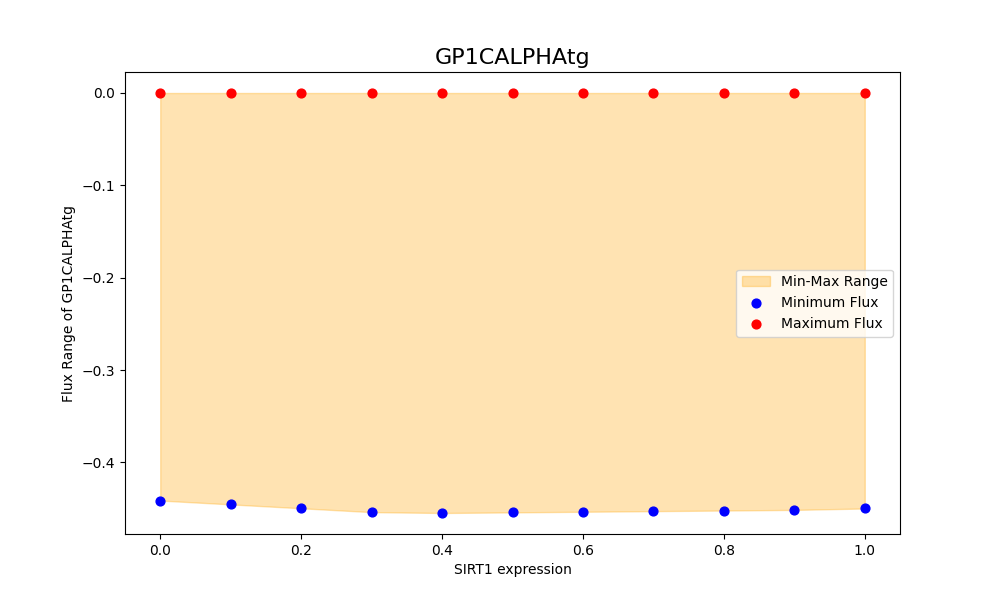 GP1CALPHAtg
Flux Range of GP1CALPHAtg
0.0
−0.1
−0.2
−0.3
−0.4
Min-Max Range
Minimum Flux
Maximum Flux
0.0 0.2 0.4 0.6 0.8 1.0
SIRT1 expression